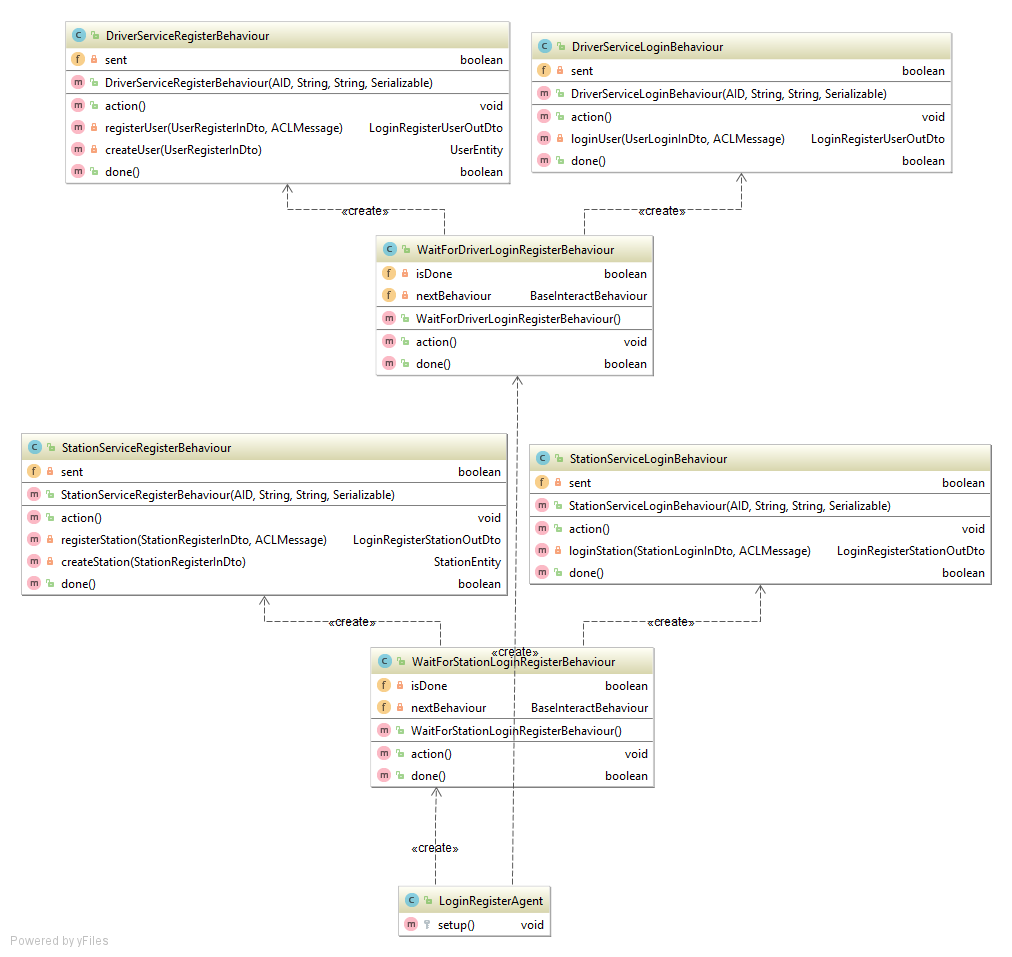 DriverServiceRegisterBehaviour
sent boolean
DriverServiceRegisterBehaviour(AID, String, String, Serializable)
action() void
registerUser(UserRegisterInDto, ACLMessage) LoginRegisterUserOutDto
createUser(UserRegisterInDto) UserEntity
done() boolean
DriverServiceLoginBehaviour
sent boolean
DriverServiceLoginBehaviour(AID, String, String, Serializable)
action() void
loginUser(UserLoginInDto, ACLMessage) LoginRegisterUserOutDto
done() boolean
«create»
«create»
WaitForDriverLoginRegisterBehaviour
isDone boolean
nextBehaviour BaseInteractBehaviour
WaitForDriverLoginRegisterBehaviour()
action() void
done() boolean
StationServiceRegisterBehaviour
sent boolean
StationServiceRegisterBehaviour(AID, String, String, Serializable)
action() void
registerStation(StationRegisterInDto, ACLMessage) LoginRegisterStationOutDto
createStation(StationRegisterInDto) StationEntity
done() boolean
StationServiceLoginBehaviour
sent boolean
StationServiceLoginBehaviour(AID, String, String, Serializable)
action() void
loginStation(StationLoginInDto, ACLMessage) LoginRegisterStationOutDto
done() boolean
«create»
«create»
«create»
WaitForStationLoginRegisterBehaviour
isDone boolean
nextBehaviour BaseInteractBehaviour
WaitForStationLoginRegisterBehaviour()
action() void
done() boolean
«create»
LoginRegisterAgent
setup() void
Powered by yFiles